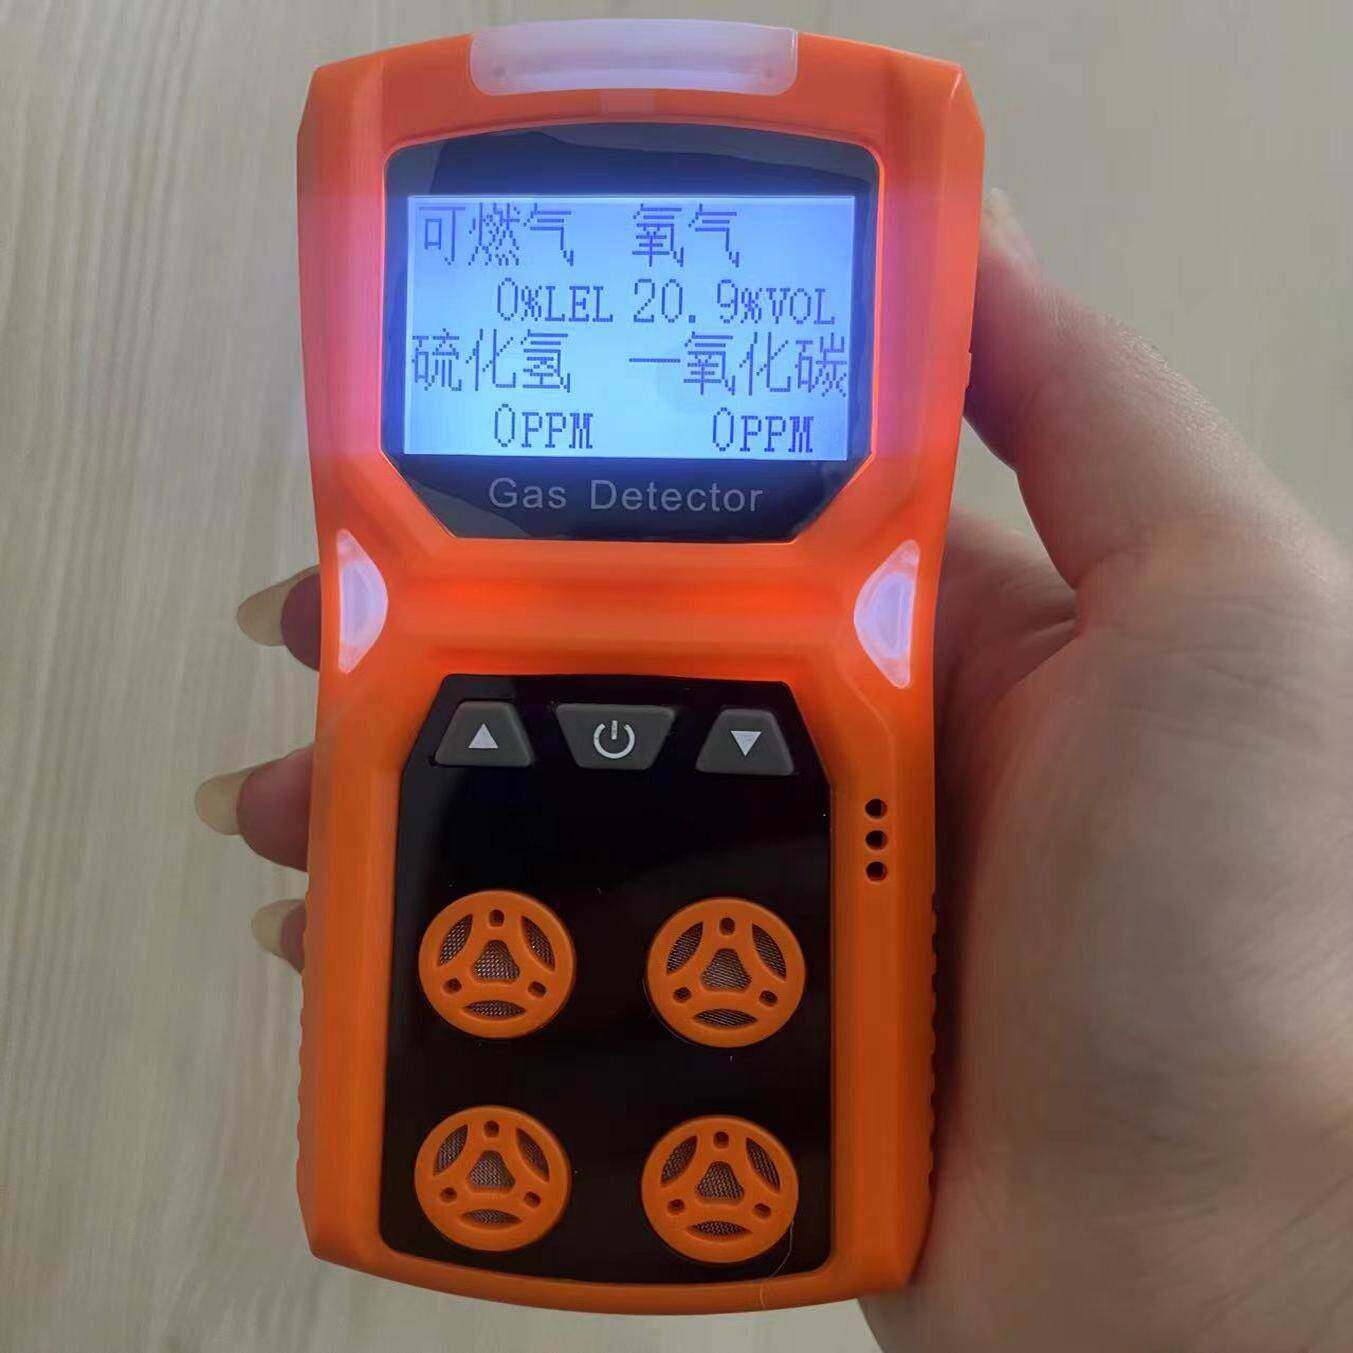 可燃气 氧气
0%LEL 20.9%VOL
硫化氢 一氧化碳
0PPM 0PPM
Gas Detector